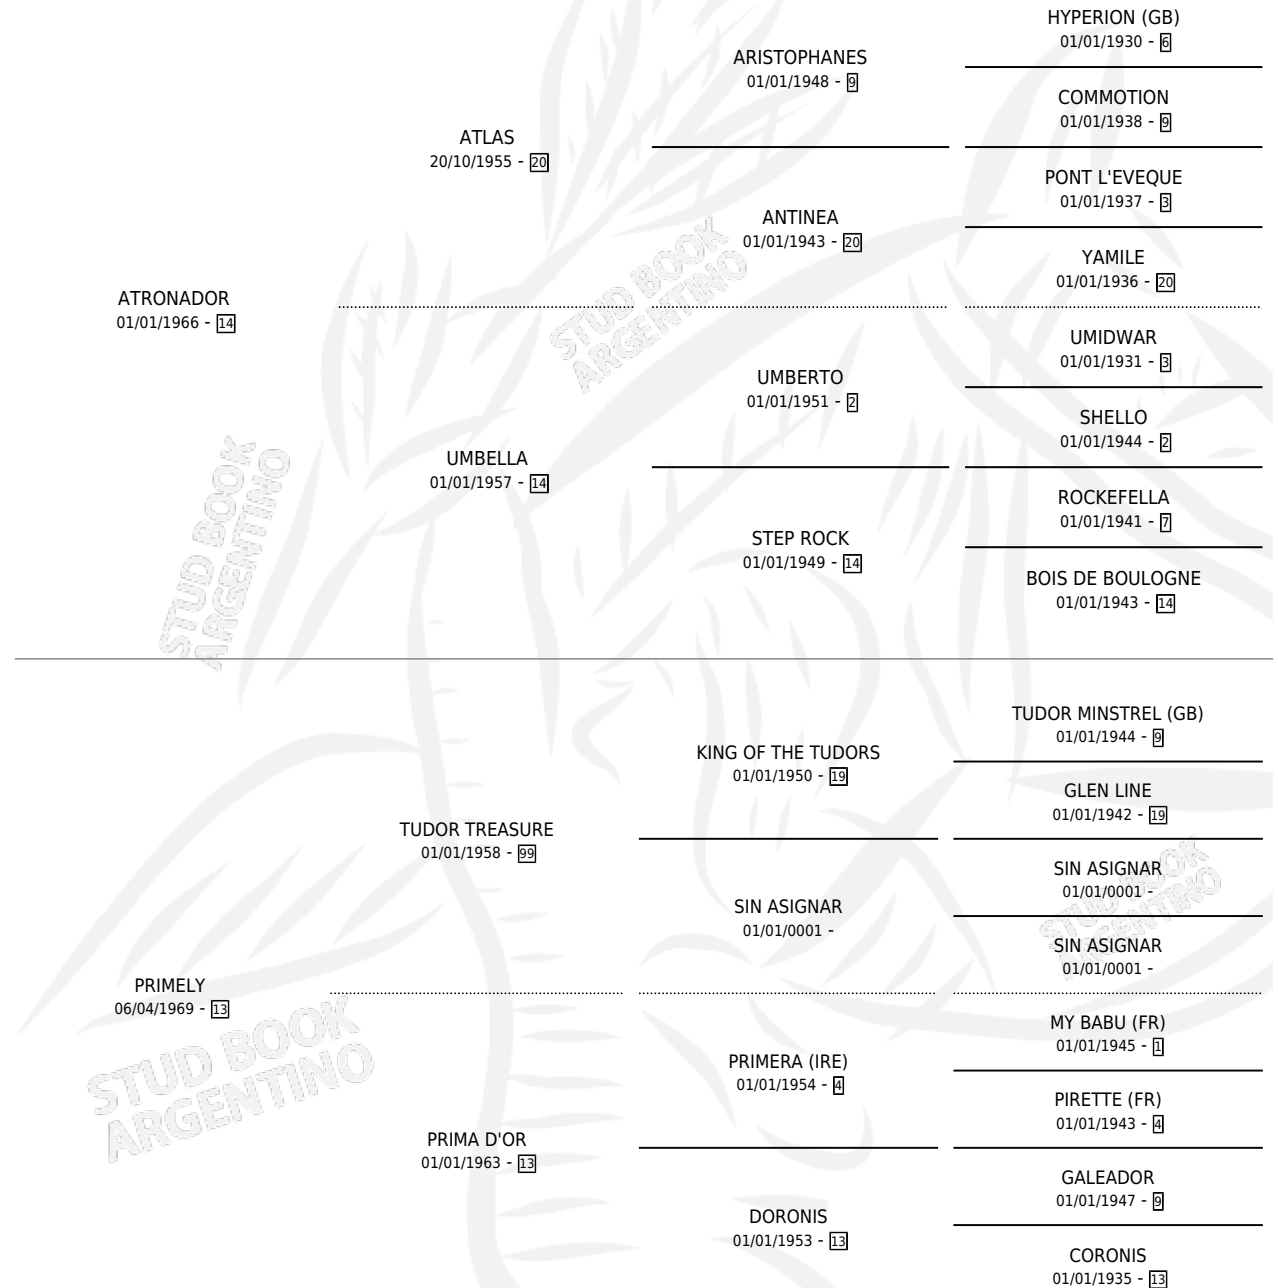 HYPERION (GB)
01/01/1930 - 6
ARISTOPHANES
01/01/1948 - 9
COMMOTION
01/01/1938 - 9
ATLAS
20/10/1955 - 20
PONT L'EVEQUE
01/01/1937 - 3
ANTINEA
01/01/1943 - 20
YAMILE
01/01/1936 - 20
ATRONADOR
01/01/1966 - 14
UMIDWAR
01/01/1931 - 3
UMBERTO
01/01/1951 - 2
SHELLO
01/01/1944 - 2
UMBELLA
01/01/1957 - 14
ROCKEFELLA
01/01/1941 - 7
STEP ROCK
01/01/1949 - 14
BOIS DE BOULOGNE
01/01/1943 - 14
STUD BOOK
ARGENTINO
STUD BOOK
ARGENTINO
TUDOR MINSTREL (GB)
01/01/1944 - 9
KING OF THE TUDORS
01/01/1950 - 19
GLEN LINE
01/01/1942 - 19
TUDOR TREASURE
01/01/1958 - 99
SIN ASIGNAR
01/01/0001 -
SIN ASIGNAR
01/01/0001 -
SIN ASIGNAR
01/01/0001 -
STUD BOOK
ARGENTINO
PRIMELY
06/04/1969 - 13
MY BABU (FR)
01/01/1945 - 1
PRIMERA (IRE)
01/01/1954 - 4
PIRETTE (FR)
01/01/1943 - 4
STUD BOOK
ARGENTINO
PRIMA D'OR
01/01/1963 - 13
GALEADOR
01/01/1947 - 9
DORONIS
01/01/1953 - 13
CORONIS
01/01/1935 - 13